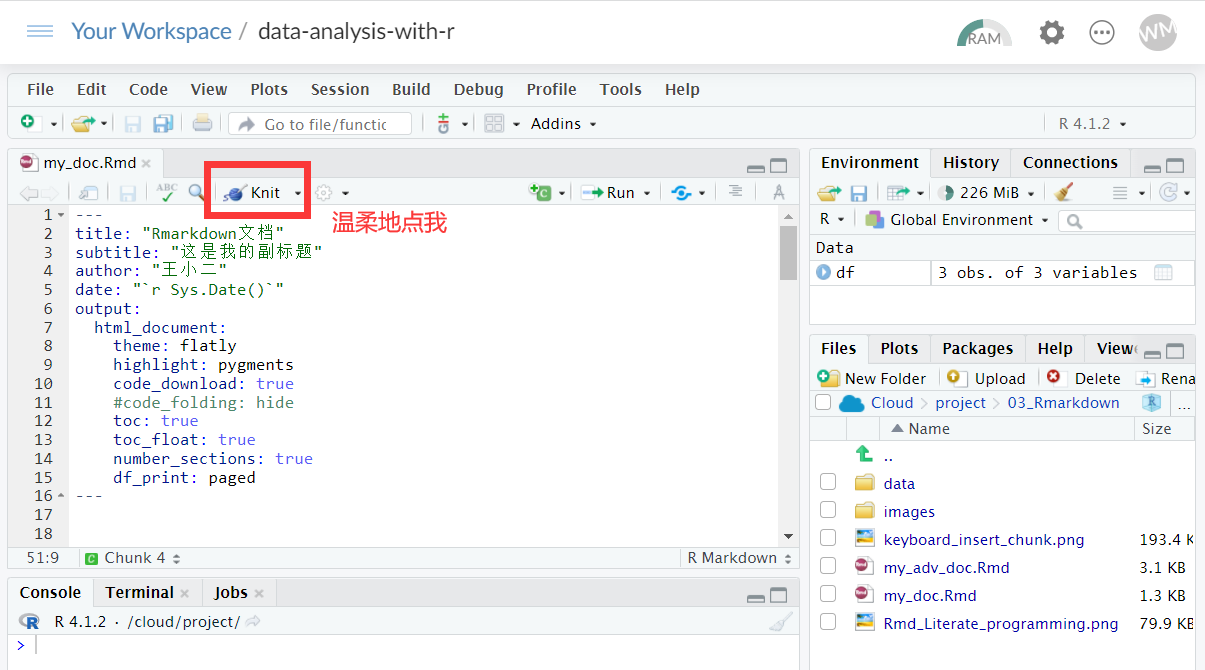 Your Workspace / data-analysis-with-r
RAM
WM
File Edit Code View Plots Session Build Debug Profile Tools Help
Go to file/functic
Addins
R 4.1.2
my_doc.Rmd
ABC
Knit
Run
温柔地点我
1 ---
2 title: "Rmarkdown文档"
3 subtitle: "这是我的副标题"
4 author: "王小二"
5 date: "`r Sys.Date()`"
6 output:
7 html_document:
8 theme: flatly
9 highlight: pygments
10 code_download: true
11 #code_folding: hide
12 toc: true
13 toc_float: true
14 number_sections: true
15 df_print: paged
16 ---
17
18
51:9 C Chunk 4 R Markdown
Console Terminal Jobs
R R 4.1.2 · /cloud/project/
>
Environment History Connections
226 MiB
R Global Environment
Data
df 3 obs. of 3 variables
Files Plots Packages Help View
New Folder Upload Delete Rena
Cloud project 03_Rmarkdown R ...
Name Size
..
data
images
keyboard_insert_chunk.png 193.4 K
my_adv_doc.Rmd 3.1 KB
my_doc.Rmd 1.3 KB
Rmd_Literate_programming.png 79.9 KB